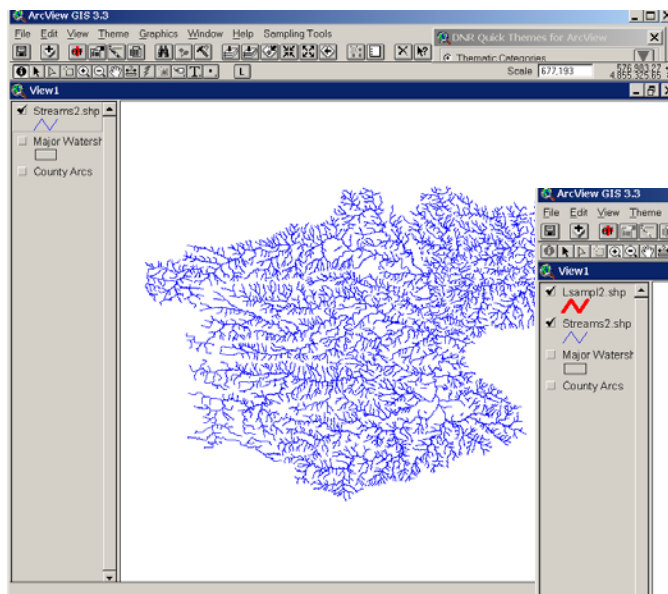 ArcView GIS 3.3
File Edit View Theme Graphics Window Help Sampling Tools
DNR Quick Themes for ArcView
Thematic Categories
Scale 677,193
576,983.27
4,855,325.65
View1
Streams2.shp
Major Watersh
County Arcs
ArcView GIS 3.3
File Edit View Theme
View1
Lsampl2.shp
Streams2.shp
Major Watersh
County Arcs